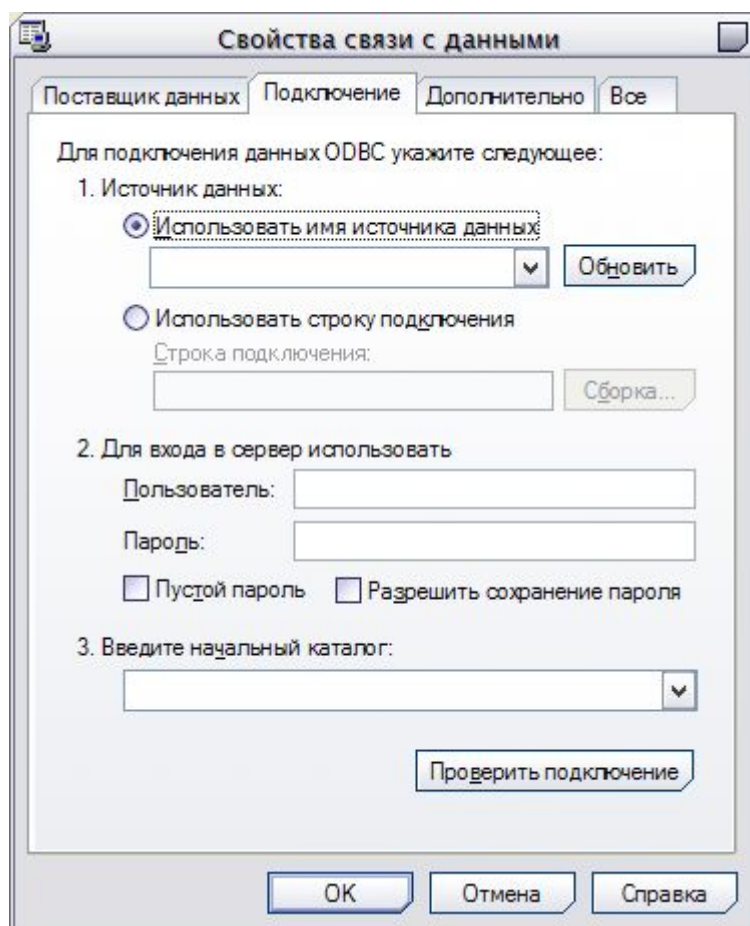 Свойства связи с данными
Поставщик данных Подключение Дополнительно Все
Для подключения данных ODBC укажите следующее:
1. Источник данных:
Использовать имя источника данных
Обновить
Использовать строку подключения
Строка подключения:
Сборка...
2. Для входа в сервер использовать
Пользователь:
Пароль:
Пустой пароль Разрешить сохранение пароля
3. Введите начальный каталог:
Проверить подключение
OK Отмена Справка